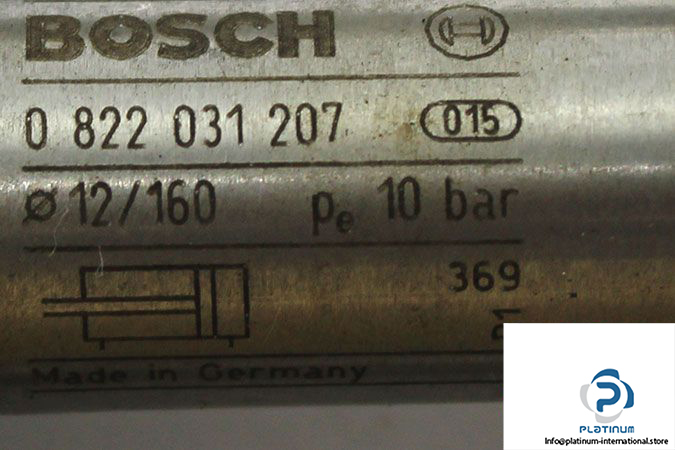 BOSCH
0 822 031 207 015
ø 12/160 pe 10 bar
369
Made in Germany
PLATINUM
Info@platinum-international.store